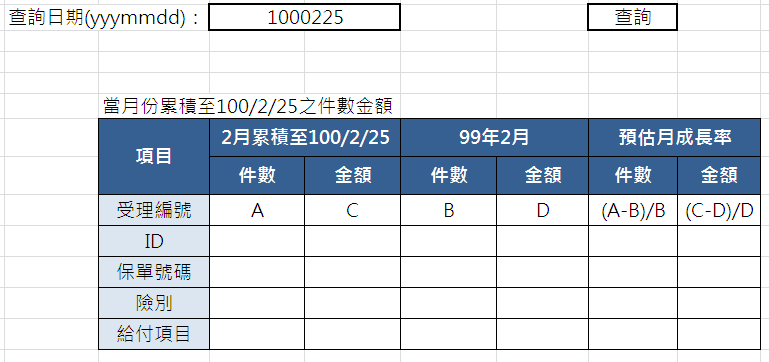 查詢日期(yyymmdd)： 1000225 查詢
當月份累積至100/2/25之件數金額
項目 2月累積至100/2/25 99年2月 預估月成長率
件數 金額 件數 金額 件數 金額
受理編號 A C B D (A-B)/B (C-D)/D
ID
保單號碼
險別
給付項目